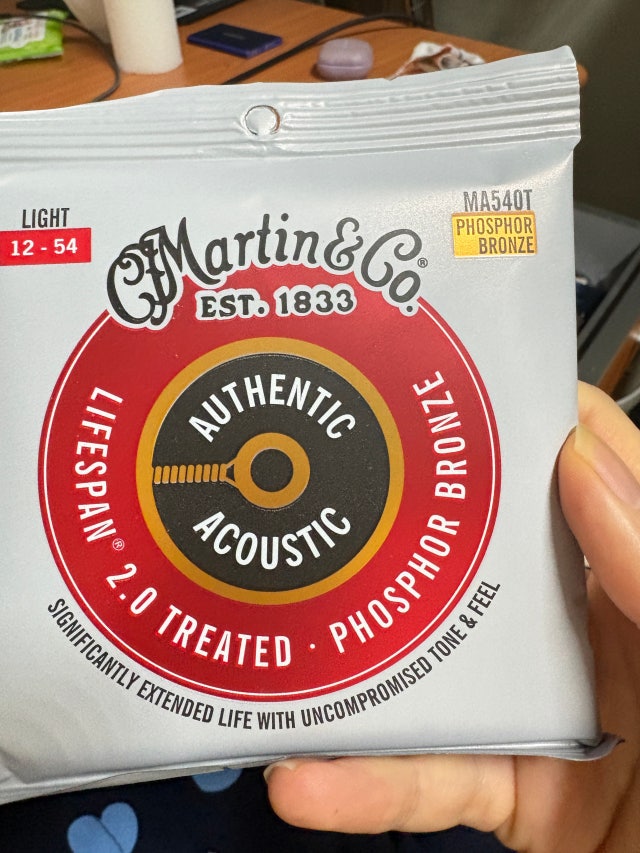 LIGHT
12 - 54
MA540T
PHOSPHOR
BRONZE
CFMartin&Co.®
EST. 1833
AUTHENTIC
ACOUSTIC
LIFESPAN® 2.0 TREATED · PHOSPHOR BRONZE
SIGNIFICANTLY EXTENDED LIFE WITH UNCOMPROMISED TONE & FEEL